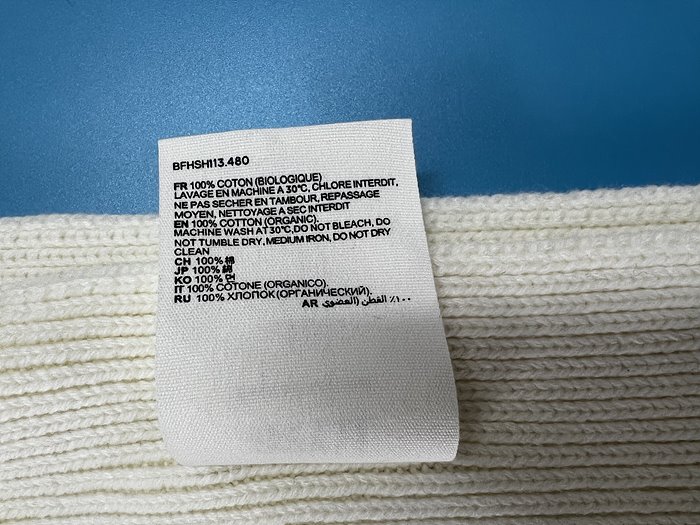 BFHSH113.480
FR 100% COTON (BIOLOGIQUE)
LAVAGE EN MACHINE A 30°C, CHLORE INTERDIT,
NE PAS SECHER EN TAMBOUR, REPASSAGE
MOYEN, NETTOYAGE A SEC INTERDIT
EN 100% COTTON (ORGANIC).
MACHINE WASH AT 30°C, DO NOT BLEACH, DO
NOT TUMBLE DRY, MEDIUM IRON, DO NOT DRY
CLEAN
CH 100% 棉
JP 100% 綿
KO 100% 면
IT 100% COTONE (ORGANICO).
RU 100% ХЛОПОК (ОРГАНИЧЕСКИЙ).
١٠٠٪ القطن (العضوي AR